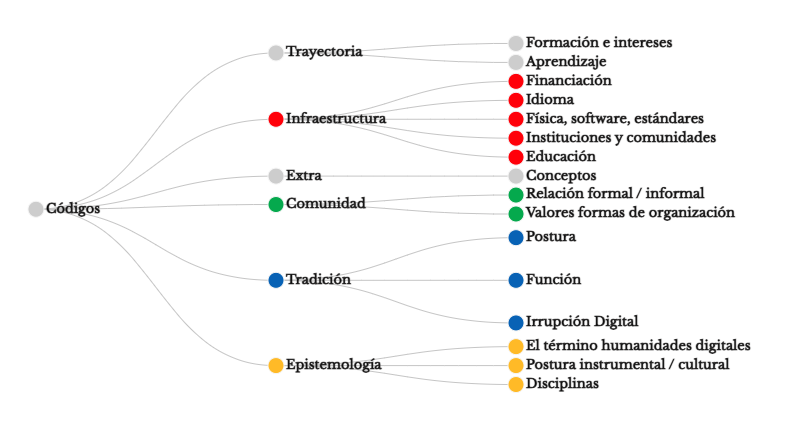 Códigos
Trayectoria
Formación e intereses
Aprendizaje
Infraestructura
Financiación
Idioma
Física, software, estándares
Instituciones y comunidades
Educación
Extra
Conceptos
Comunidad
Relación formal / informal
Valores formas de organización
Tradición
Postura
Función
Irrupción Digital
Epistemología
El término humanidades digitales
Postura instrumental / cultural
Disciplinas